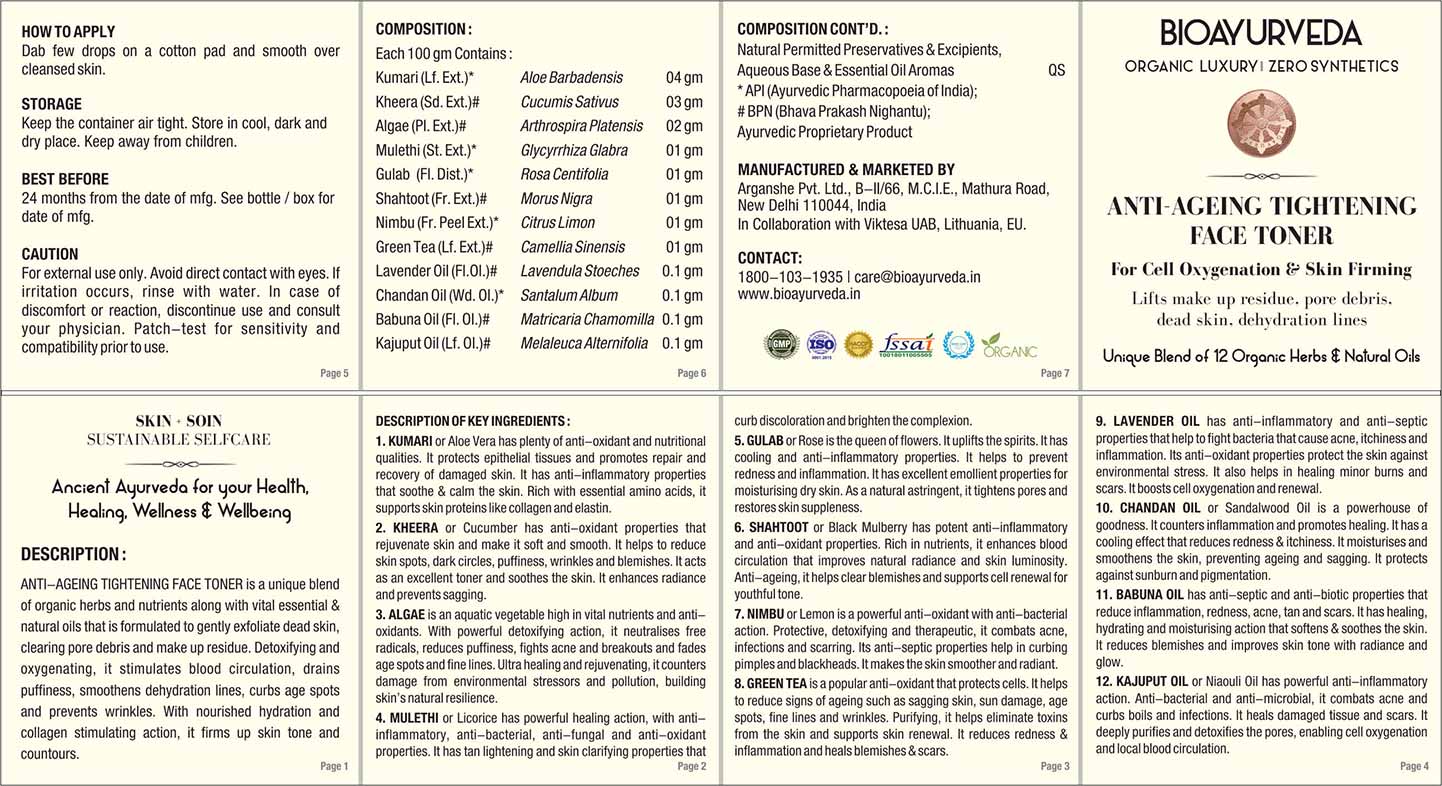 HOW TO APPLY
Dab few drops on a cotton pad and smooth over
cleansed skin.
STORAGE
Keep the container air tight. Store in cool, dark and
dry place. Keep away from children.
BEST BEFORE
24 months from the date of mfg. See bottle / box for
date of mfg.
CAUTION
For external use only. Avoid direct contact with eyes. If
irritation occurs, rinse with water. In case of
discomfort or reaction, discontinue use and consult
your physician. Patch–test for sensitivity and
compatibility prior to use.
Page 5
COMPOSITION :
Each 100 gm Contains :
Kumari (Lf. Ext.)* Aloe Barbadensis 04 gm
Kheera (Sd. Ext.)# Cucumis Sativus 03 gm
Algae (Pl. Ext.)# Arthrospira Platensis 02 gm
Mulethi (St. Ext.)* Glycyrrhiza Glabra 01 gm
Gulab (Fl. Dist.)* Rosa Centifolia 01 gm
Shahtoot (Fr. Ext.)# Morus Nigra 01 gm
Nimbu (Fr. Peel Ext.)* Citrus Limon 01 gm
Green Tea (Lf. Ext.)# Camellia Sinensis 01 gm
Lavender Oil (Fl.Ol.)# Lavendula Stoeches 0.1 gm
Chandan Oil (Wd. Ol.)* Santalum Album 0.1 gm
Babuna Oil (Fl. Ol.)# Matricaria Chamomilla 0.1 gm
Kajuput Oil (Lf. Ol.)# Melaleuca Alternifolia 0.1 gm
Page 6
COMPOSITION CONT'D. :
Natural Permitted Preservatives & Excipients,
Aqueous Base & Essential Oil Aromas QS
* API (Ayurvedic Pharmacopoeia of India);
# BPN (Bhava Prakash Nighantu);
Ayurvedic Proprietary Product
MANUFACTURED & MARKETED BY
Arganshe Pvt. Ltd., B–II/66, M.C.I.E., Mathura Road,
New Delhi 110044, India
In Collaboration with Viktesa UAB, Lithuania, EU.
CONTACT:
1800–103–1935 | care@bioayurveda.in
www.bioayurveda.in
GMP
ISO
9001:2015
HACCP
fssai
10018011005505
ORGANIC
Page 7
BIOAYURVEDA
ORGANIC LUXURY | ZERO SYNTHETICS
ANTI-AGEING TIGHTENING
FACE TONER
For Cell Oxygenation & Skin Firming
Lifts make up residue, pore debris,
dead skin, dehydration lines
Unique Blend of 12 Organic Herbs & Natural Oils
SKIN + SOIN
SUSTAINABLE SELFCARE
Ancient Ayurveda for your Health,
Healing, Wellness & Wellbeing
DESCRIPTION :
ANTI–AGEING TIGHTENING FACE TONER is a unique blend
of organic herbs and nutrients along with vital essential &
natural oils that is formulated to gently exfoliate dead skin,
clearing pore debris and make up residue. Detoxifying and
oxygenating, it stimulates blood circulation, drains
puffiness, smoothens dehydration lines, curbs age spots
and prevents wrinkles. With nourished hydration and
collagen stimulating action, it firms up skin tone and
countours.
Page 1
DESCRIPTION OF KEY INGREDIENTS :
1. KUMARI or Aloe Vera has plenty of anti–oxidant and nutritional
qualities. It protects epithelial tissues and promotes repair and
recovery of damaged skin. It has anti–inflammatory properties
that soothe & calm the skin. Rich with essential amino acids, it
supports skin proteins like collagen and elastin.
2. KHEERA or Cucumber has anti–oxidant properties that
rejuvenate skin and make it soft and smooth. It helps to reduce
skin spots, dark circles, puffiness, wrinkles and blemishes. It acts
as an excellent toner and soothes the skin. It enhances radiance
and prevents sagging.
3. ALGAE is an aquatic vegetable high in vital nutrients and anti–
oxidants. With powerful detoxifying action, it neutralises free
radicals, reduces puffiness, fights acne and breakouts and fades
age spots and fine lines. Ultra healing and rejuvenating, it counters
damage from environmental stressors and pollution, building
skin's natural resilience.
4. MULETHI or Licorice has powerful healing action, with anti–
inflammatory, anti–bacterial, anti–fungal and anti–oxidant
properties. It has tan lightening and skin clarifying properties that
Page 2
curb discoloration and brighten the complexion.
5. GULAB or Rose is the queen of flowers. It uplifts the spirits. It has
cooling and anti–inflammatory properties. It helps to prevent
redness and inflammation. It has excellent emollient properties for
moisturising dry skin. As a natural astringent, it tightens pores and
restores skin suppleness.
6. SHAHTOOT or Black Mulberry has potent anti–inflammatory
and anti–oxidant properties. Rich in nutrients, it enhances blood
circulation that improves natural radiance and skin luminosity.
Anti–ageing, it helps clear blemishes and supports cell renewal for
youthful tone.
7. NIMBU or Lemon is a powerful anti–oxidant with anti–bacterial
action. Protective, detoxifying and therapeutic, it combats acne,
infections and scarring. Its anti–septic properties help in curbing
pimples and blackheads. It makes the skin smoother and radiant.
8. GREEN TEA is a popular anti–oxidant that protects cells. It helps
to reduce signs of ageing such as sagging skin, sun damage, age
spots, fine lines and wrinkles. Purifying, it helps eliminate toxins
from the skin and supports skin renewal. It reduces redness &
inflammation and heals blemishes & scars.
Page 3
9. LAVENDER OIL has anti–inflammatory and anti–septic
properties that help to fight bacteria that cause acne, itchiness and
inflammation. Its anti–oxidant properties protect the skin against
environmental stress. It also helps in healing minor burns and
scars. It boosts cell oxygenation and renewal.
10. CHANDAN OIL or Sandalwood Oil is a powerhouse of
goodness. It counters inflammation and promotes healing. It has a
cooling effect that reduces redness & itchiness. It moisturises and
smoothens the skin, preventing ageing and sagging. It protects
against sunburn and pigmentation.
11. BABUNA OIL has anti–septic and anti–biotic properties that
reduce inflammation, redness, acne, tan and scars. It has healing,
hydrating and moisturising action that softens & soothes the skin.
It reduces blemishes and improves skin tone with radiance and
glow.
12. KAJUPUT OIL or Niaouli Oil has powerful anti–inflammatory
action. Anti–bacterial and anti–microbial, it combats acne and
curbs boils and infections. It heals damaged tissue and scars. It
deeply purifies and detoxifies the pores, enabling cell oxygenation
and local blood circulation.
Page 4